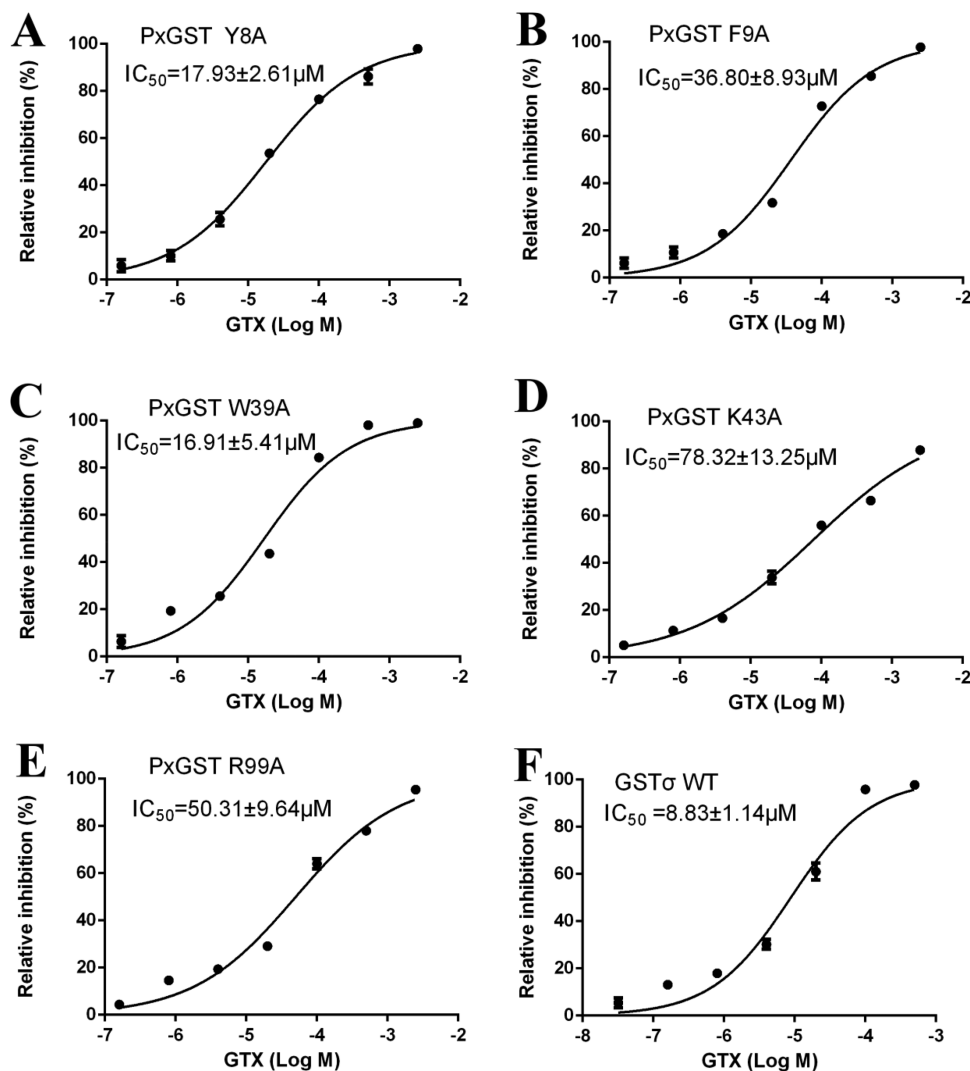 A
PxGST Y8A
IC50=17.93±2.61μM
Relative inhibition (%)
100
80
60
40
20
0
-7 -6 -5 -4 -3 -2
GTX (Log M)
B
PxGST F9A
IC50=36.80±8.93μM
Relative inhibition (%)
100
80
60
40
20
0
-7 -6 -5 -4 -3 -2
GTX (Log M)
C
PxGST W39A
IC50=16.91±5.41μM
Relative inhibition (%)
100
80
60
40
20
0
-7 -6 -5 -4 -3 -2
GTX (Log M)
D
PxGST K43A
IC50=78.32±13.25μM
Relative inhibition (%)
100
80
60
40
20
0
-7 -6 -5 -4 -3 -2
GTX (Log M)
E
PxGST R99A
IC50=50.31±9.64μM
Relative inhibition (%)
100
80
60
40
20
0
-7 -6 -5 -4 -3 -2
GTX (Log M)
F
GSTσ WT
IC50 =8.83±1.14μM
Relative inhibition (%)
100
80
60
40
20
0
-8 -7 -6 -5 -4 -3
GTX (Log M)